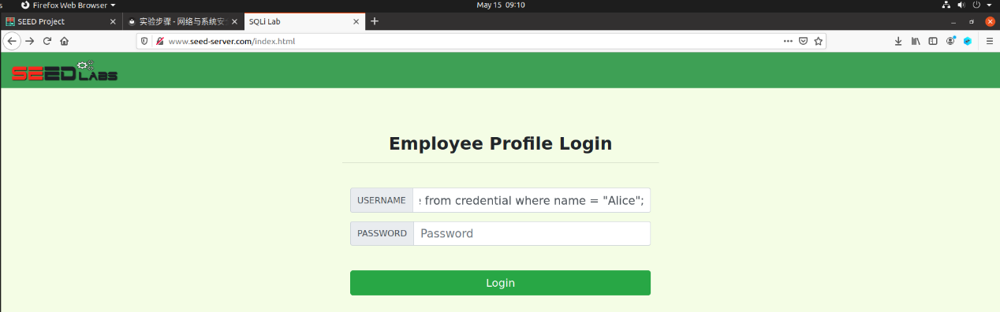 Firefox Web Browser
May 15 09:10
SEED Project
实验步骤 - 网络与系统安
SQLi Lab
www.seed-server.com/index.html
SEEDLABS
Employee Profile Login
USERNAME
from credential where name = "Alice";
PASSWORD
Password
Login